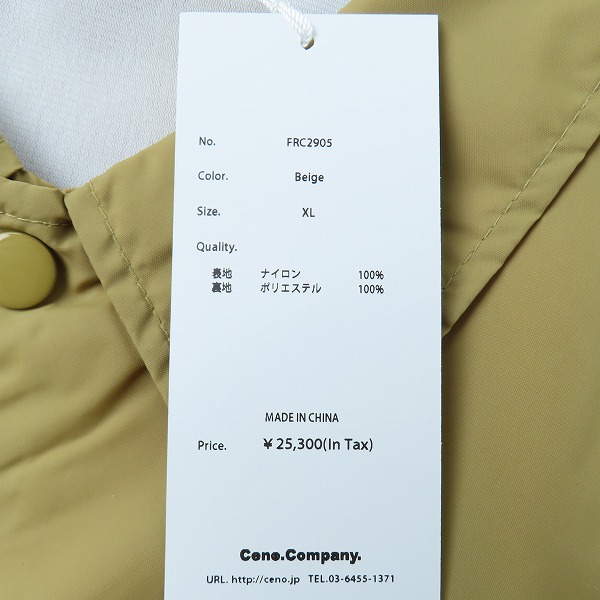 No. FRC2905
Color. Beige
Size. XL
Quality.
表地 ナイロン 100%
裏地 ポリエステル 100%
MADE IN CHINA
Price. ¥25,300(In Tax)
Ceno.Company.
URL. http://ceno.jp TEL.03-6455-1371